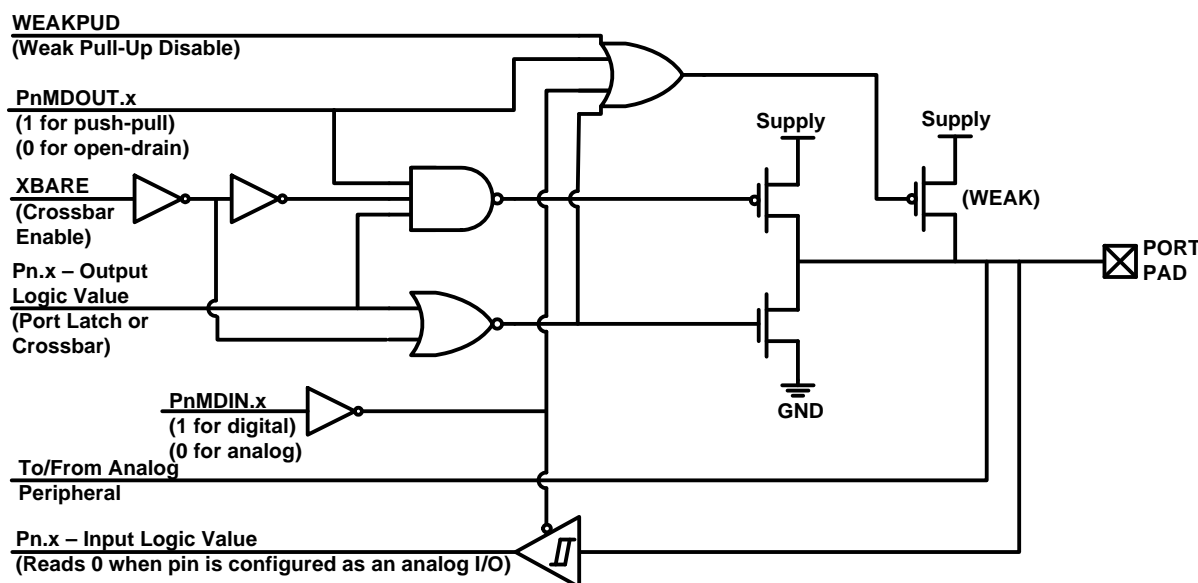 WEAKPUD
(Weak Pull-Up Disable)
PnMDOUT.x
(1 for push-pull)
(0 for open-drain)
XBARE
(Crossbar
Enable)
Pn.x – Output
Logic Value
(Port Latch or
Crossbar)
PnMDIN.x
(1 for digital)
(0 for analog)
To/From Analog
Peripheral
Pn.x – Input Logic Value
(Reads 0 when pin is configured as an analog I/O)
Supply
Supply
(WEAK)
GND
PORT
PAD